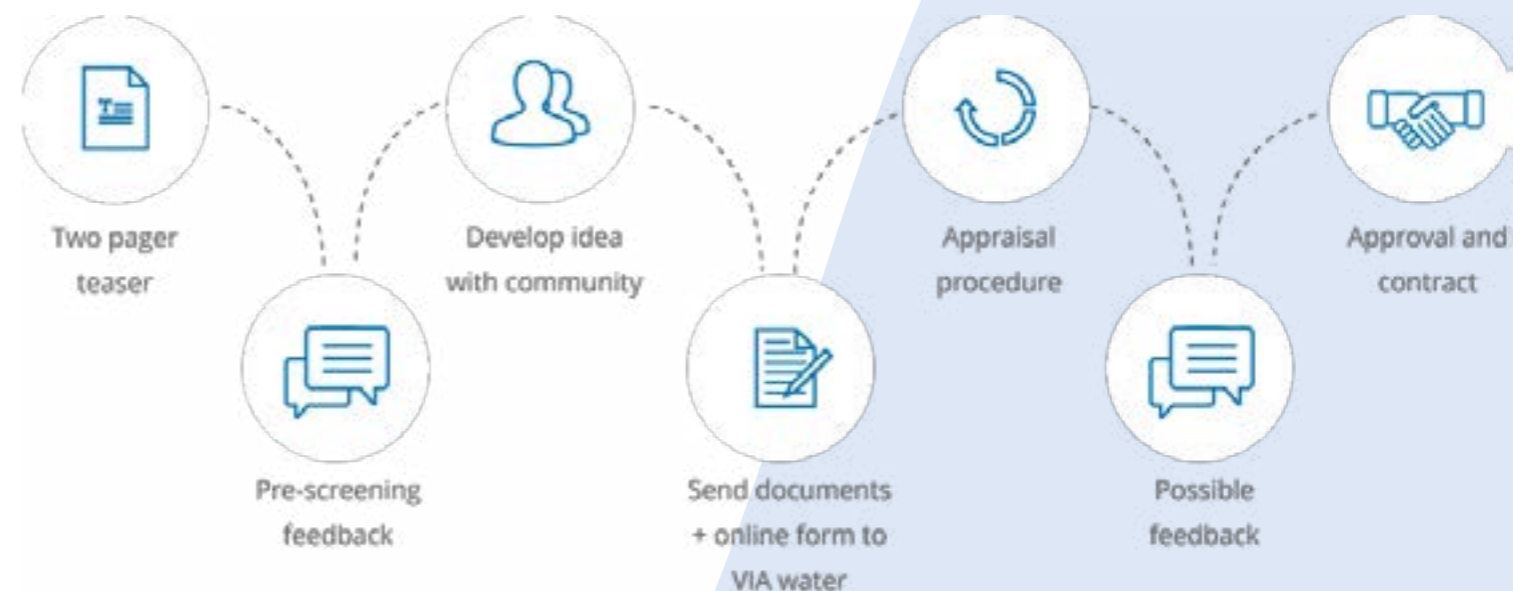 Two pager
teaser
Pre-screening
feedback
Develop idea
with community
Send documents
+ online form to
VIA water
Appraisal
procedure
Possible
feedback
Approval and
contract